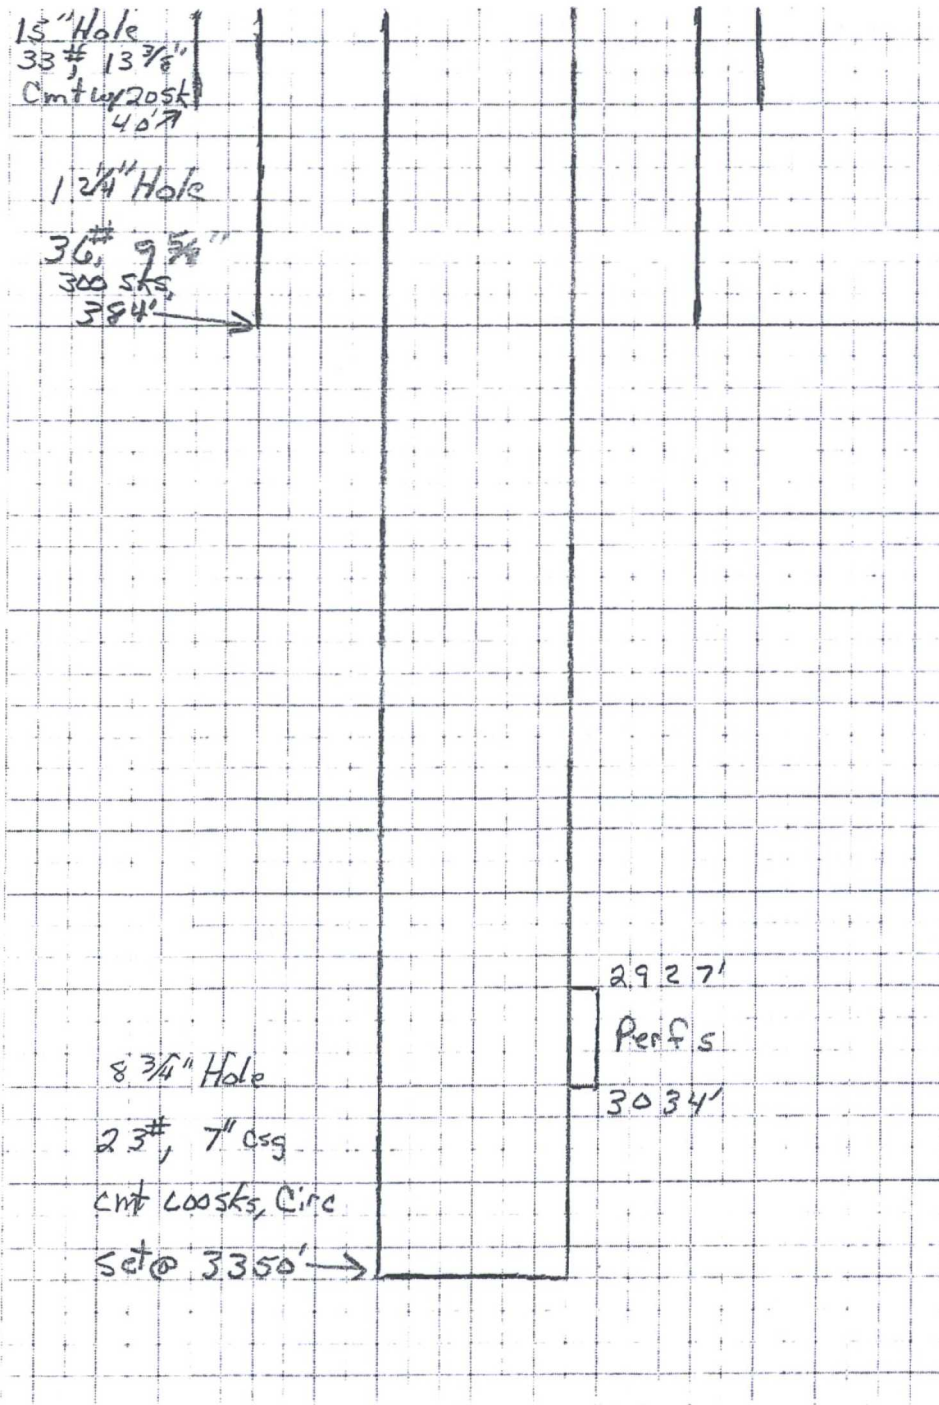 15" Hole
33#, 13 3/8"
Cmt w/20sk
40'
12 1/4" Hole
36#, 9 5/8"
300 sks,
384'
2927'
Perfs
3034'
8 3/4" Hole
23#, 7" csg
cmt 600sks, Circ
Set @ 3350'